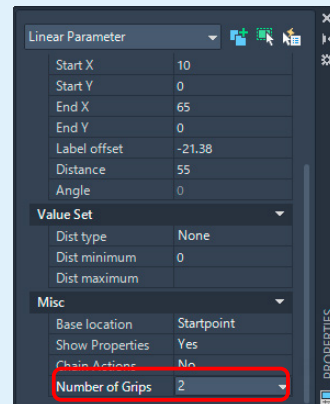 Linear Parameter
Start X 10
Start Y 0
End X 65
End Y 0
Label offset -21.38
Distance 55
Angle 0
Value Set
Dist type None
Dist minimum 0
Dist maximum
Misc
Base location Startpoint
Show Properties Yes
Chain Actions No
Number of Grips 2
PROPERTIES